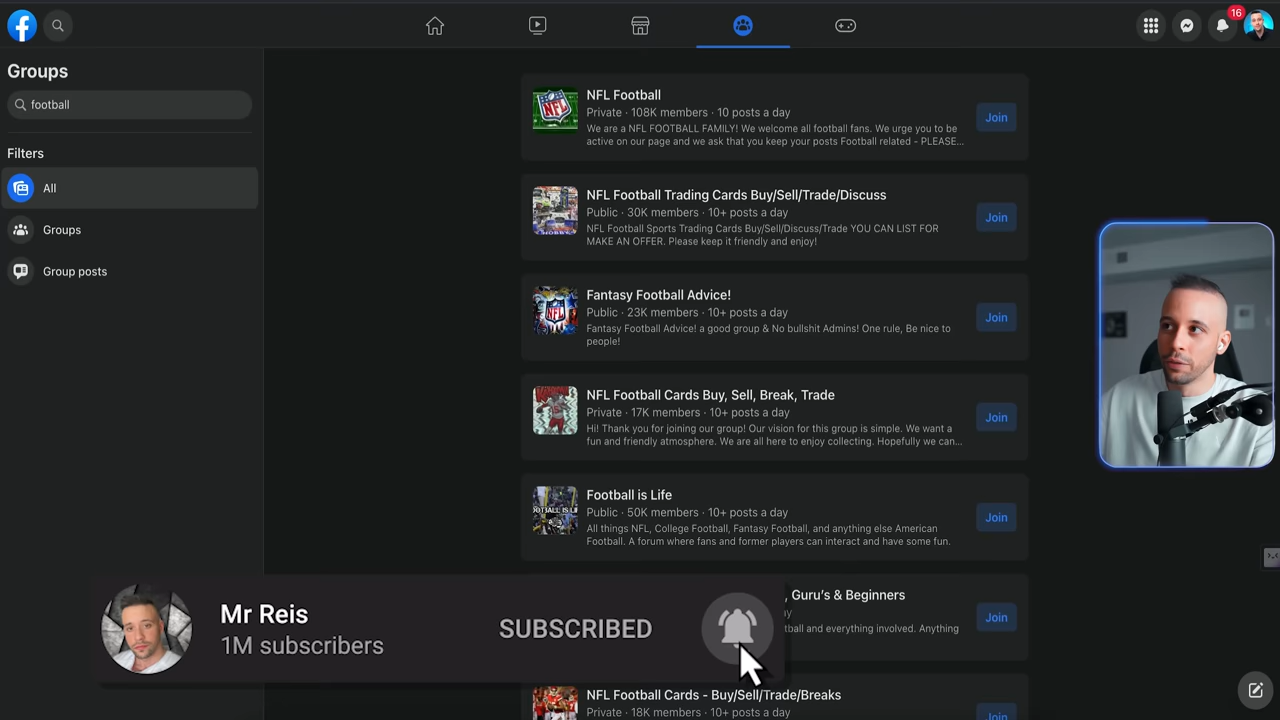 16
Groups
football
Filters
All
Groups
Group posts
NFL Football
Private · 108K members · 10 posts a day
We are a NFL FOOTBALL FAMILY! We welcome all football fans. We urge you to be
active on our page and we ask that you keep your posts Football related - PLEASE...
Join
NFL Football Trading Cards Buy/Sell/Trade/Discuss
Public · 30K members · 10+ posts a day
NFL Football Sports Trading Cards Buy/Sell/Discuss/Trade YOU CAN LIST FOR
MAKE AN OFFER. Please keep it friendly and enjoy!
Join
Fantasy Football Advice!
Public · 23K members · 10+ posts a day
Fantasy Football Advice! a good group & No bullshit Admins! One rule, Be nice to
people!
Join
NFL Football Cards Buy, Sell, Break, Trade
Private · 17K members · 10+ posts a day
Hi! Thank you for joining our group! Our vision for this group is simple. We want a
fun and friendly atmosphere. We are all here to enjoy collecting. Hopefully we can...
Join
Football is Life
Public · 50K members · 10+ posts a day
All things NFL, College Football, Fantasy Football, and anything else American
Football. A forum where fans and former players can interact and have some fun.
Join
, Guru's & Beginners
ay
tball and everything involved. Anything
Join
NFL Football Cards - Buy/Sell/Trade/Breaks
Private · 18K members · 10+ posts a day
Join
Mr Reis
1M subscribers
SUBSCRIBED